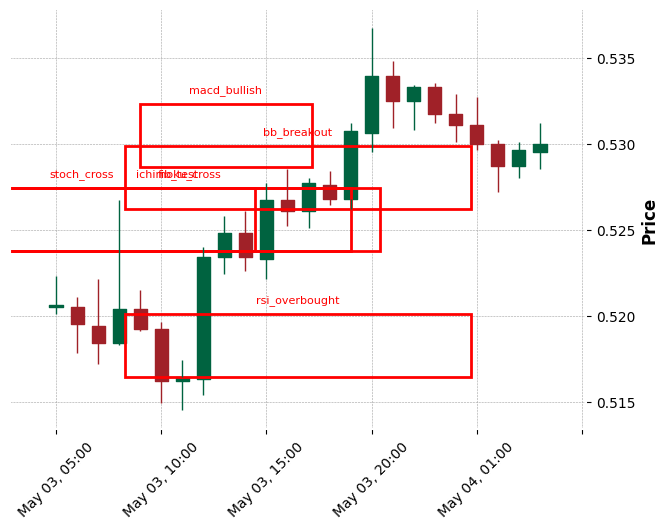 macd_bullish
bb_breakout
stoch_cross
rsi_overbought
0.535
0.530
0.525
0.520
0.515
Price
May 03, 05:00
May 03, 10:00
May 03, 15:00
May 03, 20:00
May 04, 01:00